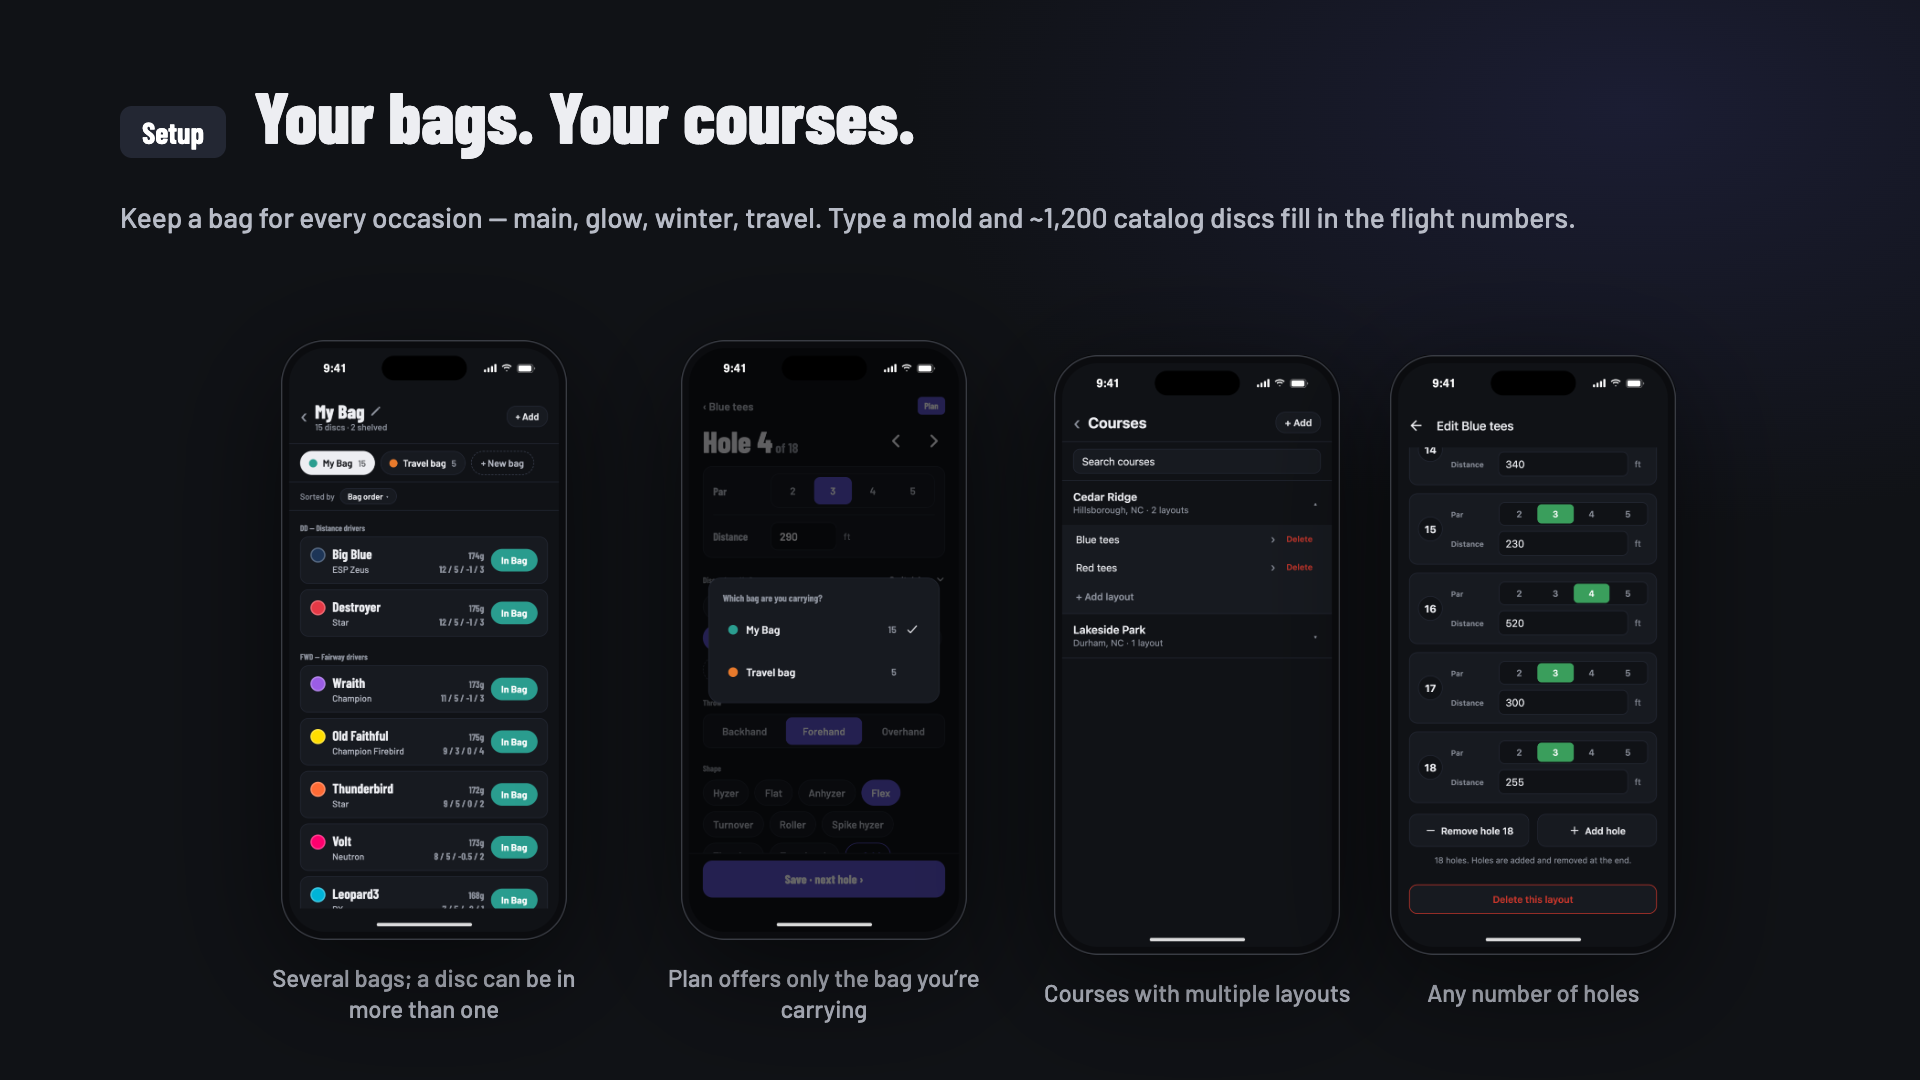 Setup
Your bags. Your courses.
Keep a bag for every occasion — main, glow, winter, travel. Type a mold and ~1,200 catalog discs fill in the flight numbers.
9:41
‹ My Bag
15 discs · 2 shelved
+ Add
My Bag 15
Travel bag 5
+ New bag
Sorted by
Bag order
DD — Distance drivers
Big Blue
ESP Zeus
174g
12 / 5 / -1 / 3
In Bag
Destroyer
Star
175g
12 / 5 / -1 / 3
In Bag
FWD — Fairway drivers
Wraith
Champion
173g
11 / 5 / -1 / 3
In Bag
Old Faithful
Champion Firebird
175g
9 / 3 / 0 / 4
In Bag
Thunderbird
Star
172g
9 / 5 / 0 / 2
In Bag
Volt
Neutron
173g
8 / 5 / -0.5 / 2
In Bag
Leopard3
168g
In Bag
Several bags; a disc can be in
more than one
9:41
‹ Blue tees
Plan
Hole 4 of 18
Par 2 3 4 5
Distance 290 ft
Which bag are you carrying?
My Bag 15
Travel bag 5
Throw
Backhand Forehand Overhand
Shape
Hyzer Flat Anhyzer Flex
Turnover Roller Spike hyzer
Save · next hole ›
Plan offers only the bag you’re
carrying
9:41
‹ Courses
+ Add
Search courses
Cedar Ridge
Hillsborough, NC · 2 layouts
Blue tees › Delete
Red tees › Delete
+ Add layout
Lakeside Park
Durham, NC · 1 layout
Courses with multiple layouts
9:41
← Edit Blue tees
14
Distance 340 ft
15
Par 2 3 4 5
Distance 230 ft
16
Par 2 3 4 5
Distance 520 ft
17
Par 2 3 4 5
Distance 300 ft
18
Par 2 3 4 5
Distance 255 ft
− Remove hole 18
+ Add hole
18 holes. Holes are added and removed at the end.
Delete this layout
Any number of holes